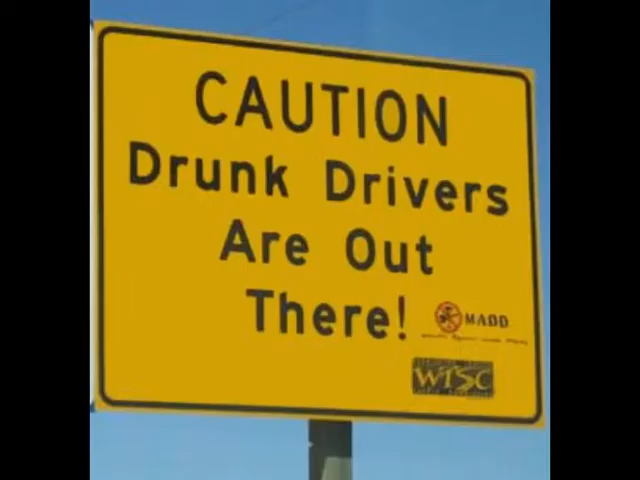 CAUTION
Drunk Drivers
Are Out
There!
MADD
WTSC